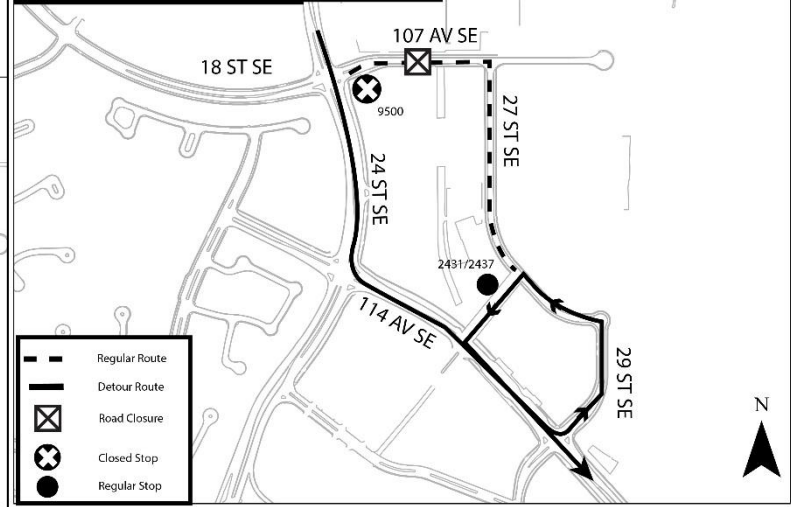 107 AV SE
18 ST SE
9500
27 ST SE
24 ST SE
2431/2437
114 AV SE
29 ST SE
Regular Route
Detour Route
Road Closure
Closed Stop
Regular Stop
N